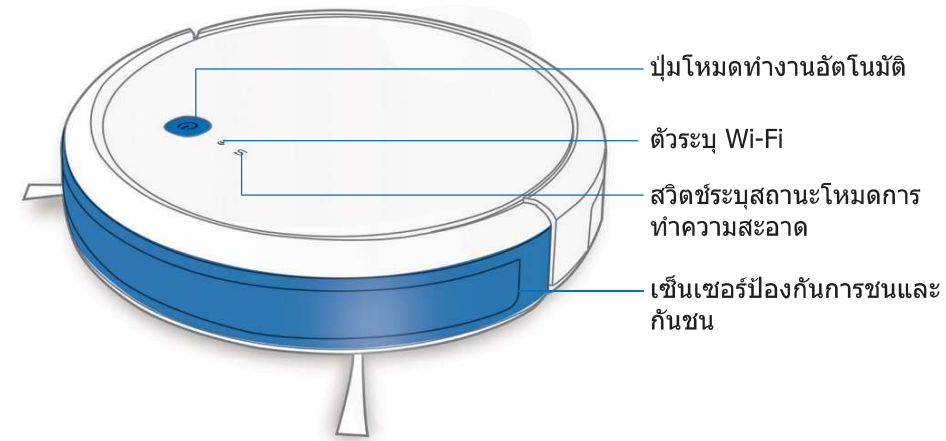 ปุ่มโหมดทำงานอัตโนมัติ
ตัวระบุ Wi-Fi
สวิตช์ระบุสถานะโหมดการ
ทำความสะอาด
เซ็นเซอร์ป้องกันการชนและ
กันชน